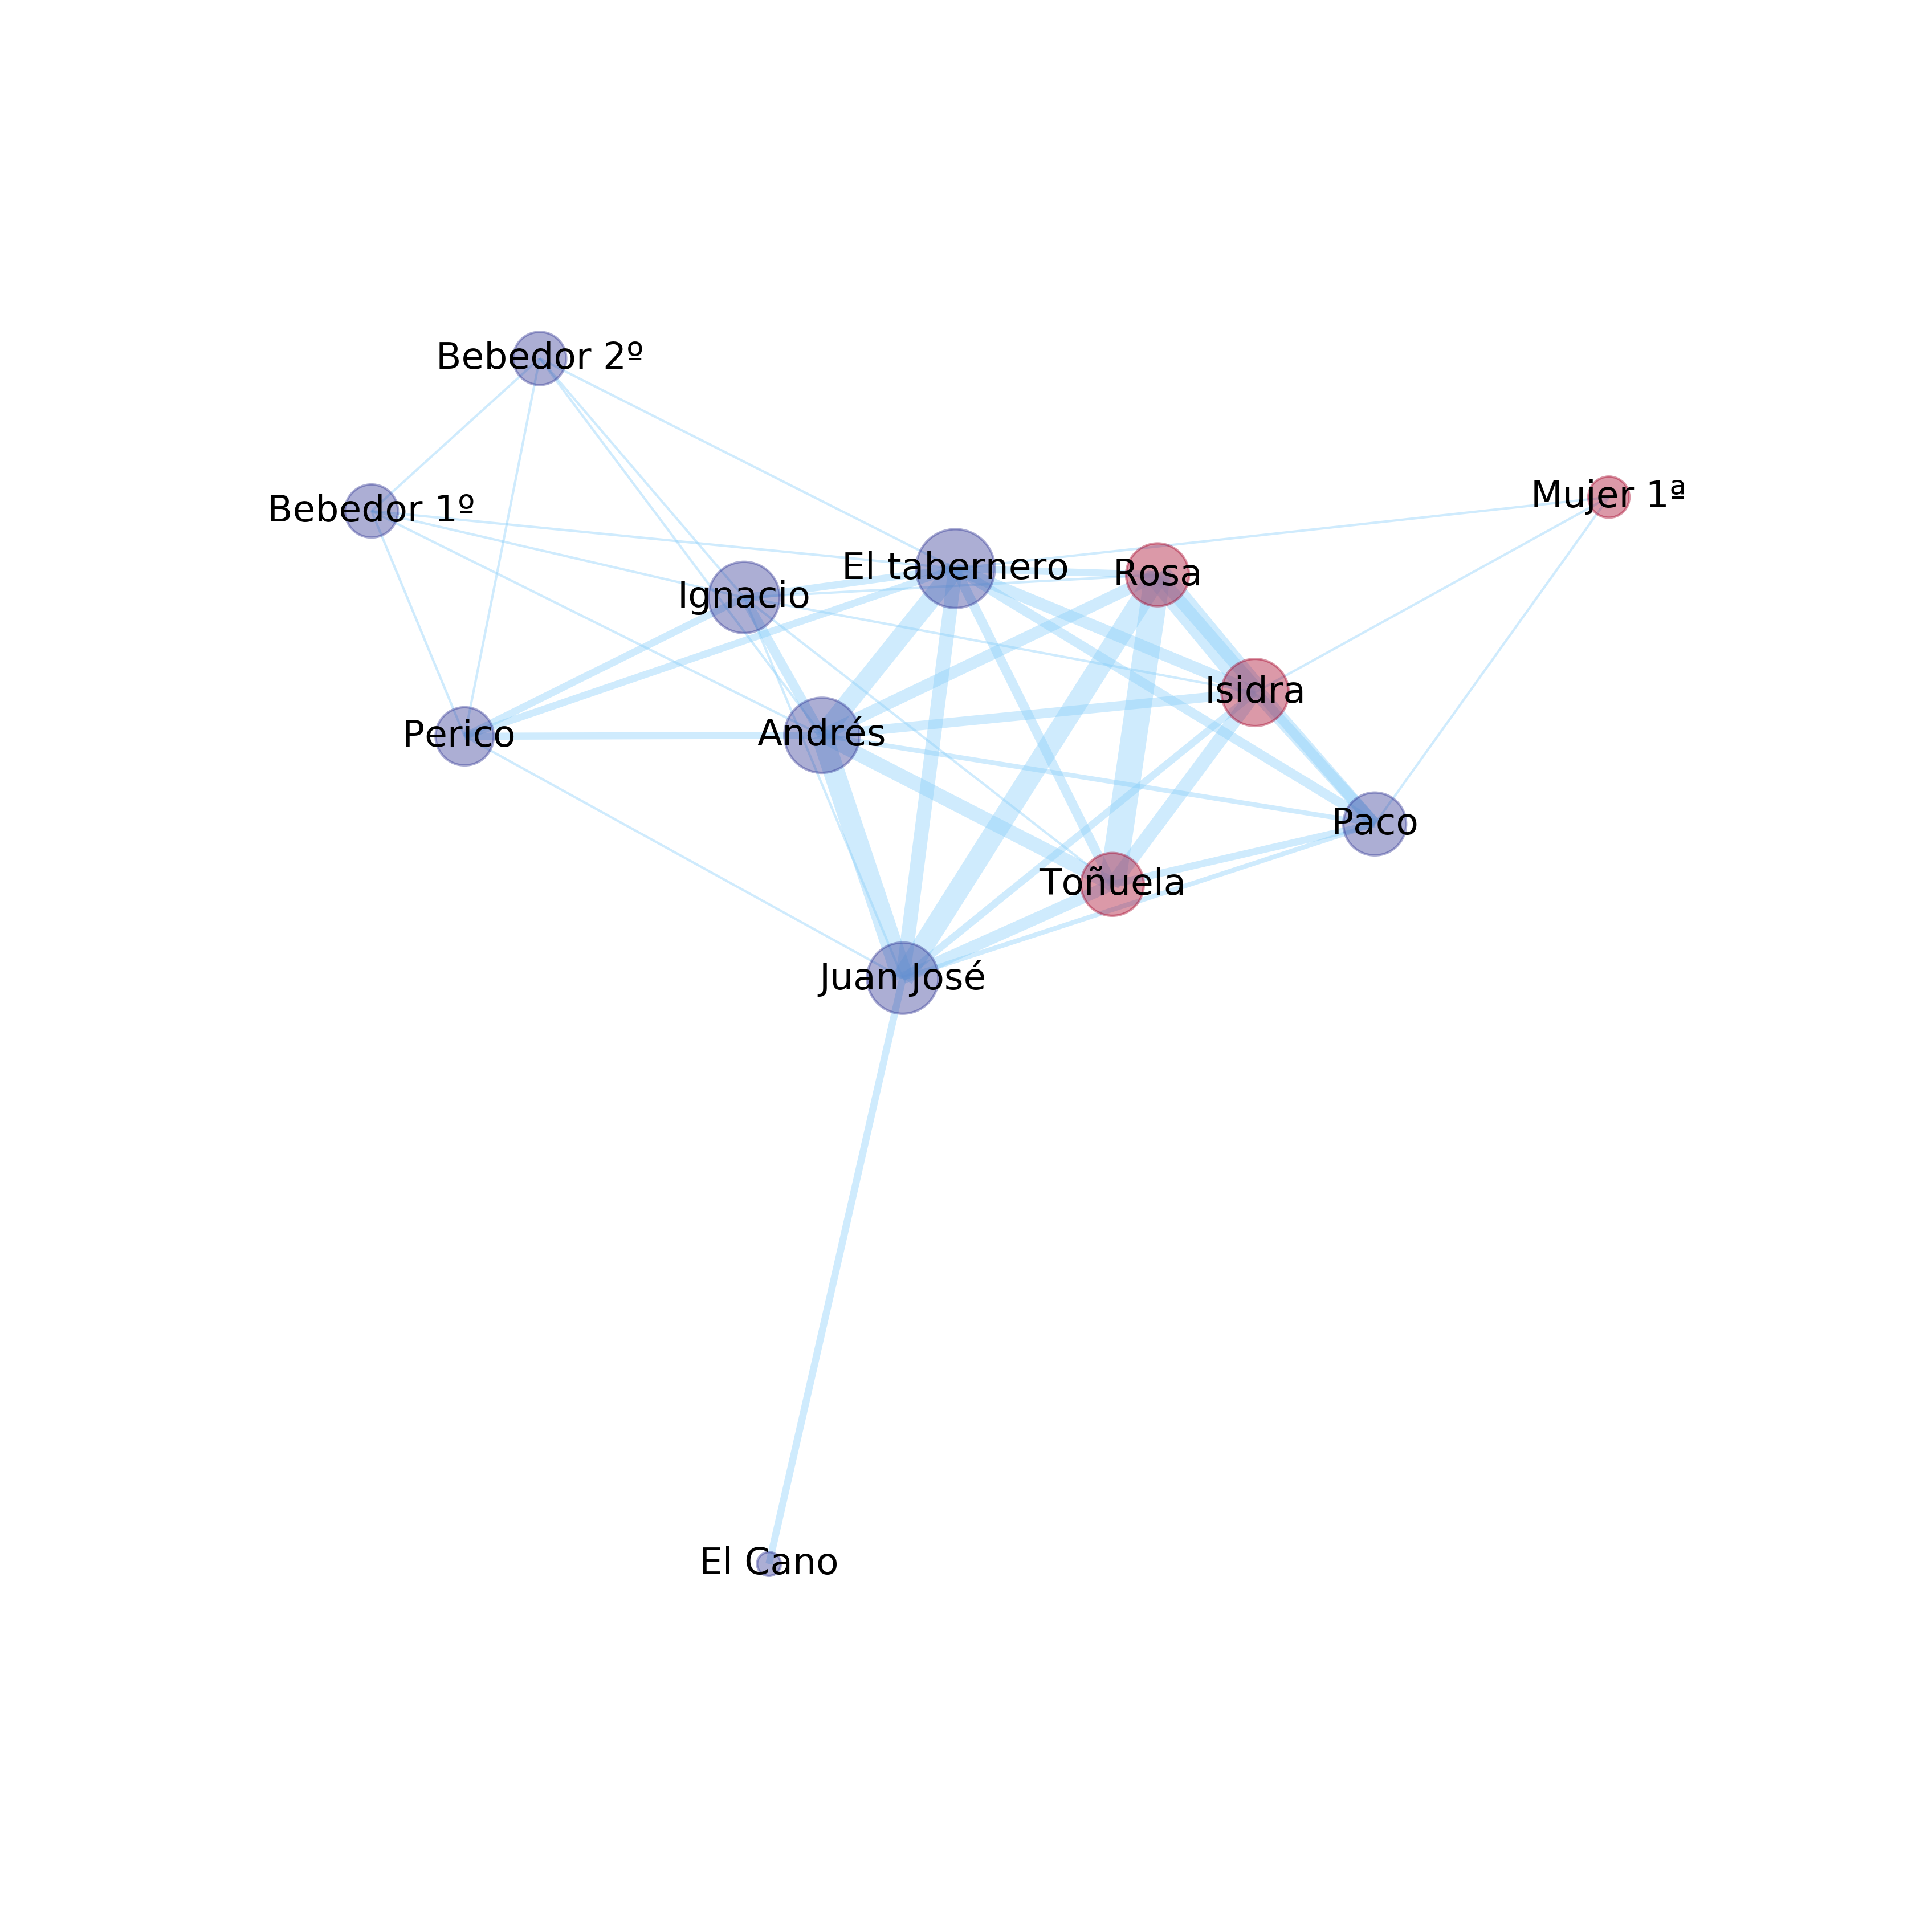 Bebedor 2º
Mujer 1ª
Bebedor 1º
El tabernero
Rosa
Ignacio
Isidra
Perico
Andrés
Paco
Toñuela
Juan José
El Cano